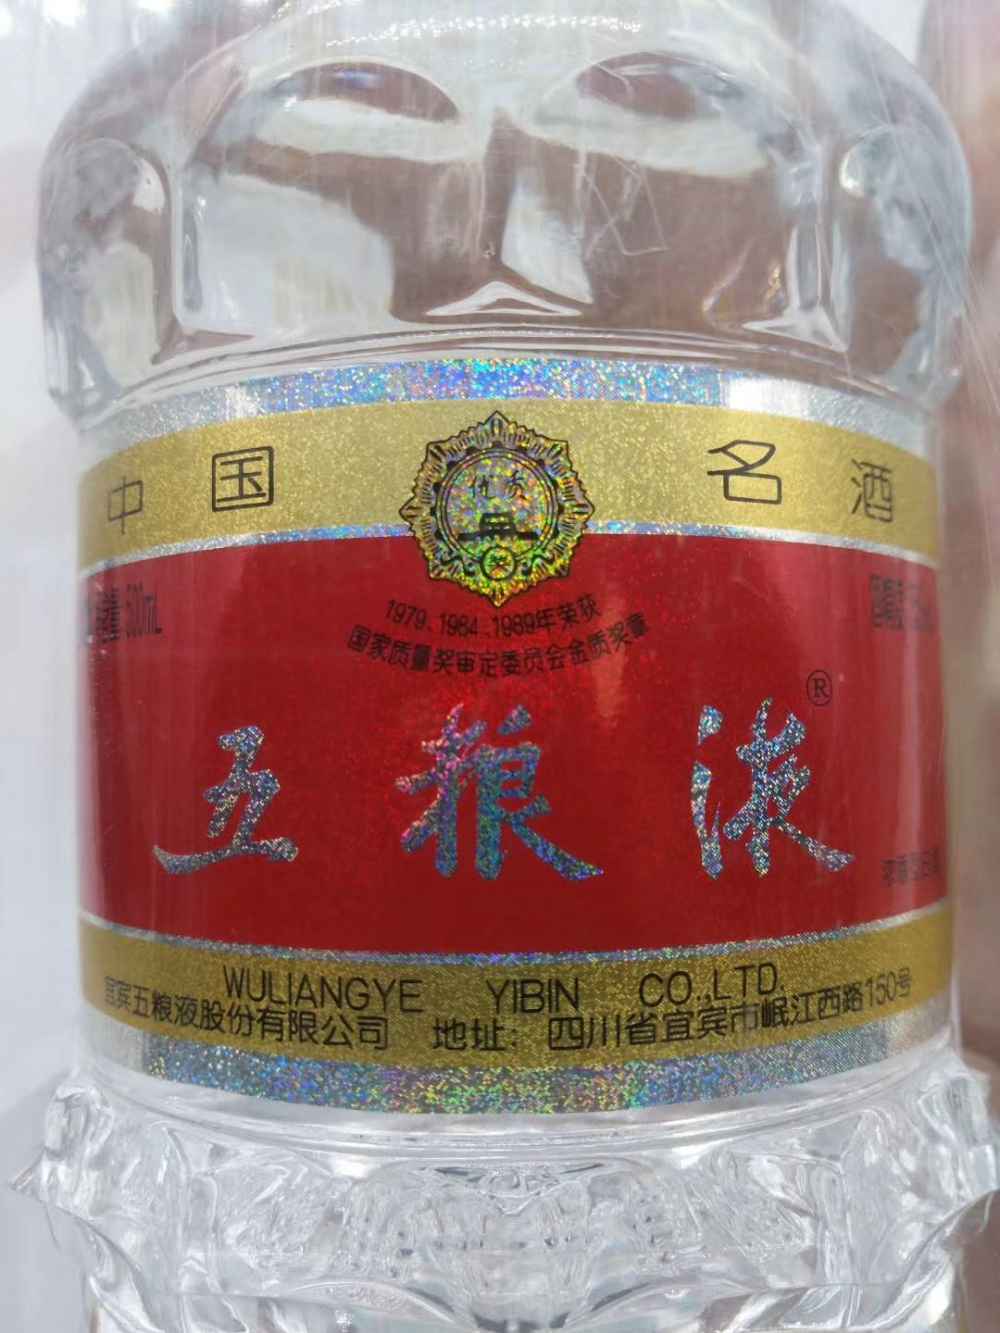 中国名酒
500mL
1979、1984、1989年荣获
国家质量奖审定委员会金质奖章
五粮液®
WULIANGYE YIBIN CO.,LTD.
宜宾五粮液股份有限公司 地址：四川省宜宾市岷江西路150号